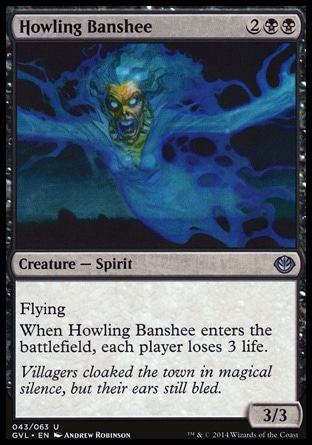 Howling Banshee 2
Creature — Spirit
Flying
When Howling Banshee enters the
battlefield, each player loses 3 life.
Villagers cloaked the town in magical
silence, but their ears still bled.
3/3
043/063 U
GVL • EN Andrew Robinson
™ & © 2014 Wizards of the Coast